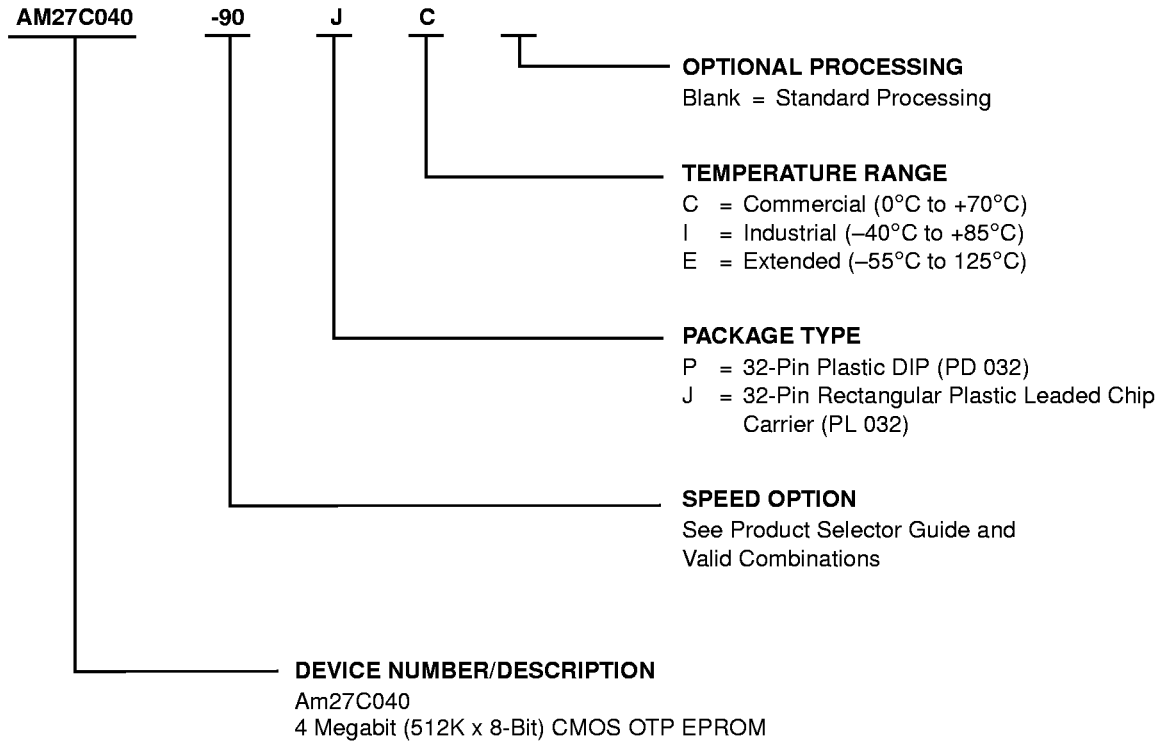 AM27C040 -90 J C
OPTIONAL PROCESSING
Blank = Standard Processing
TEMPERATURE RANGE
C = Commercial (0°C to +70°C)
I = Industrial (–40°C to +85°C)
E = Extended (–55°C to 125°C)
PACKAGE TYPE
P = 32-Pin Plastic DIP (PD 032)
J = 32-Pin Rectangular Plastic Leaded Chip
Carrier (PL 032)
SPEED OPTION
See Product Selector Guide and
Valid Combinations
DEVICE NUMBER/DESCRIPTION
Am27C040
4 Megabit (512K x 8-Bit) CMOS OTP EPROM